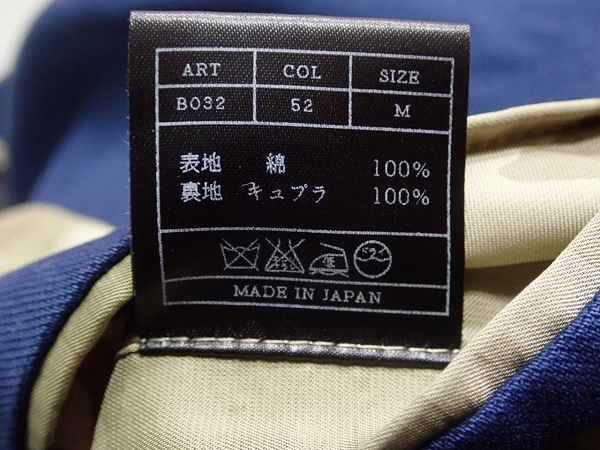 ART COL SIZE
B032 52 M
表地 綿 100%
裏地 キュプラ 100%
MADE IN JAPAN